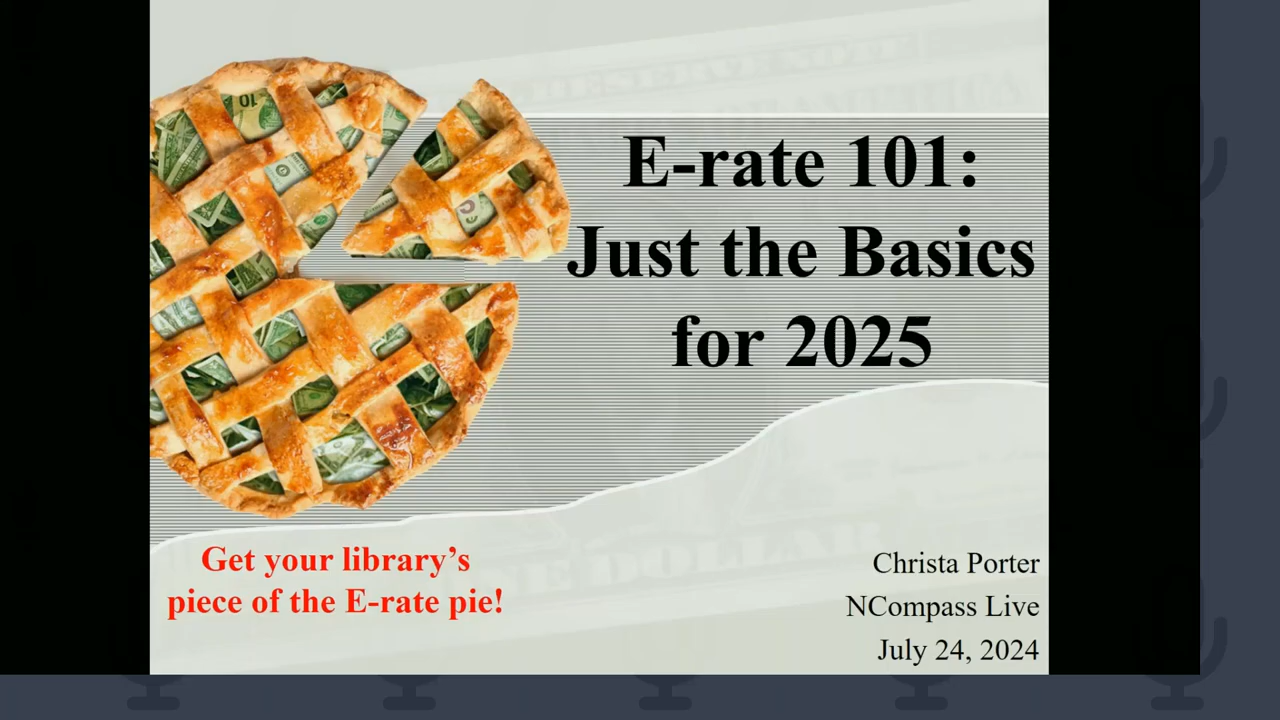 E-rate 101:
Just the Basics
for 2025
Get your library's
piece of the E-rate pie!
Christa Porter
NCompass Live
July 24, 2024